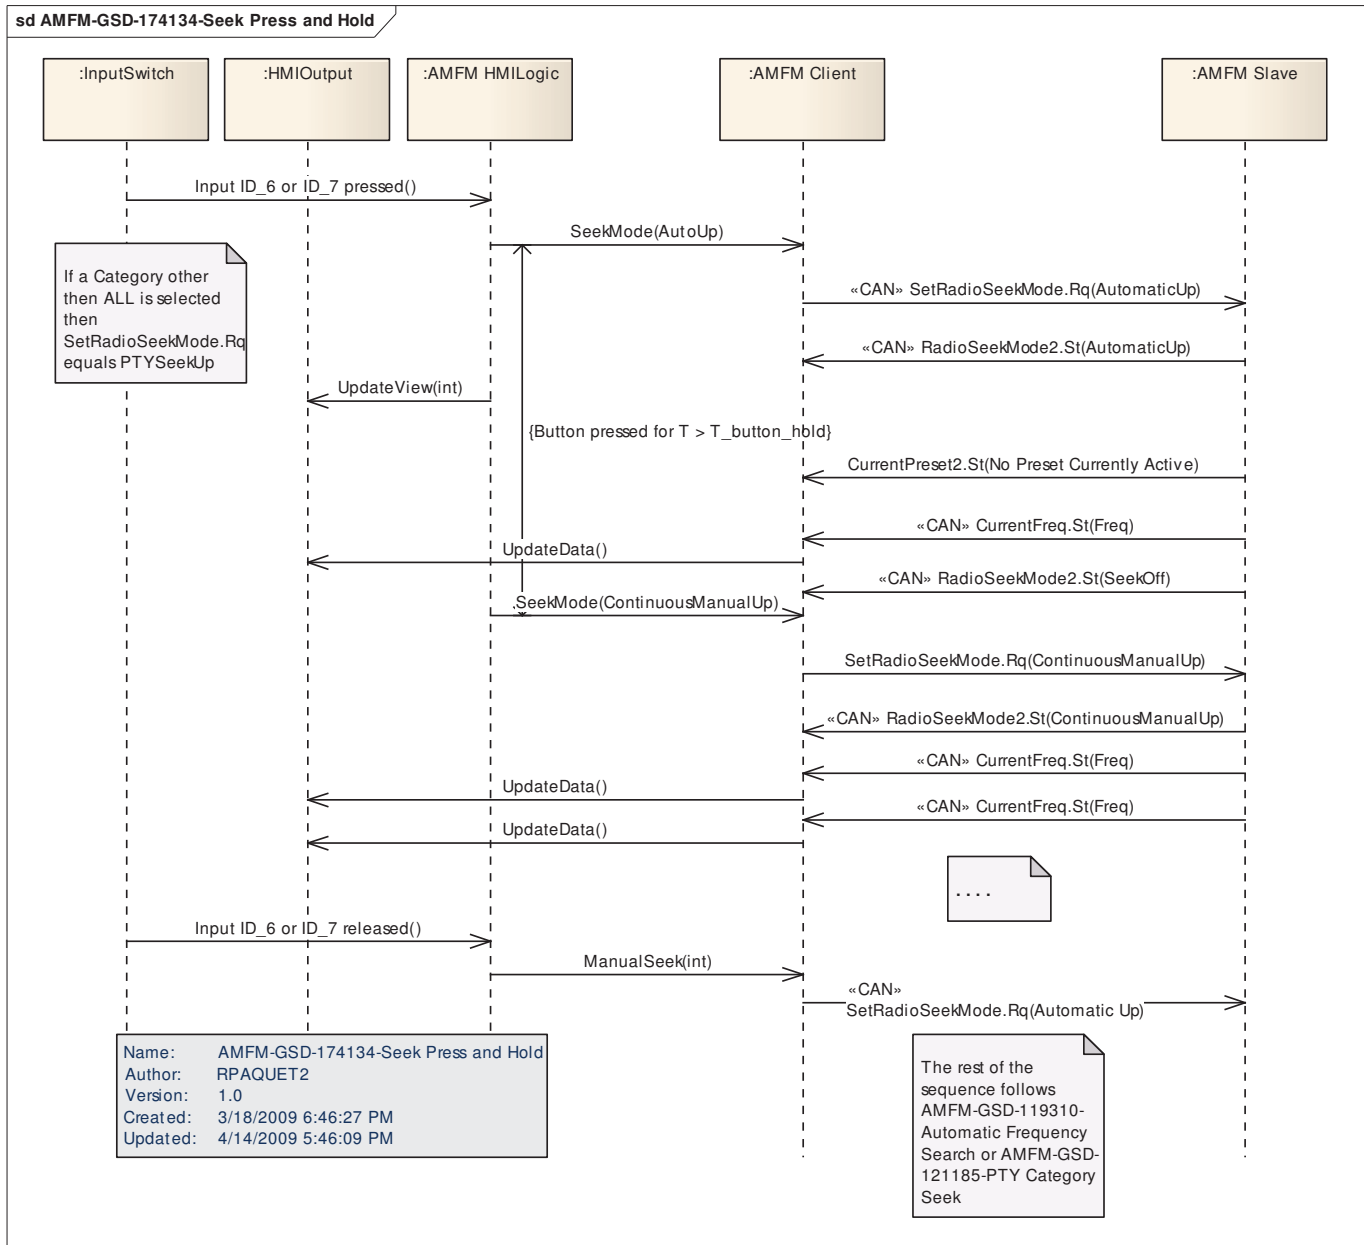 sd AMFM-GSD-174134-Seek Press and Hold
:InputSwitch
:HMIOutput
:AMFM HMILogic
:AMFM Client
:AMFM Slave
Input ID_6 or ID_7 pressed()
SeekMode(AutoUp)
If a Category other
then ALL is selected
then
SetRadioSeekMode.Rq
equals PTYSeekUp
«CAN» SetRadioSeekMode.Rq(AutomaticUp)
«CAN» RadioSeekMode2.St(AutomaticUp)
UpdateView(int)
{Button pressed for T > T_button_hold}
CurrentPreset2.St(No Preset Currently Active)
«CAN» CurrentFreq.St(Freq)
UpdateData()
«CAN» RadioSeekMode2.St(SeekOff)
SeekMode(ContinuousManualUp)
SetRadioSeekMode.Rq(ContinuousManualUp)
«CAN» RadioSeekMode2.St(ContinuousManualUp)
«CAN» CurrentFreq.St(Freq)
UpdateData()
«CAN» CurrentFreq.St(Freq)
UpdateData()
. . . .
Input ID_6 or ID_7 released()
ManualSeek(int)
«CAN»
SetRadioSeekMode.Rq(Automatic Up)
Name: AMFM-GSD-174134-Seek Press and Hold
Author: RPAQUET2
Version: 1.0
Created: 3/18/2009 6:46:27 PM
Updated: 4/14/2009 5:46:09 PM
The rest of the
sequence follows
AMFM-GSD-119310-
Automatic Frequency
Search or AMFM-GSD-
121185-PTY Category
Seek